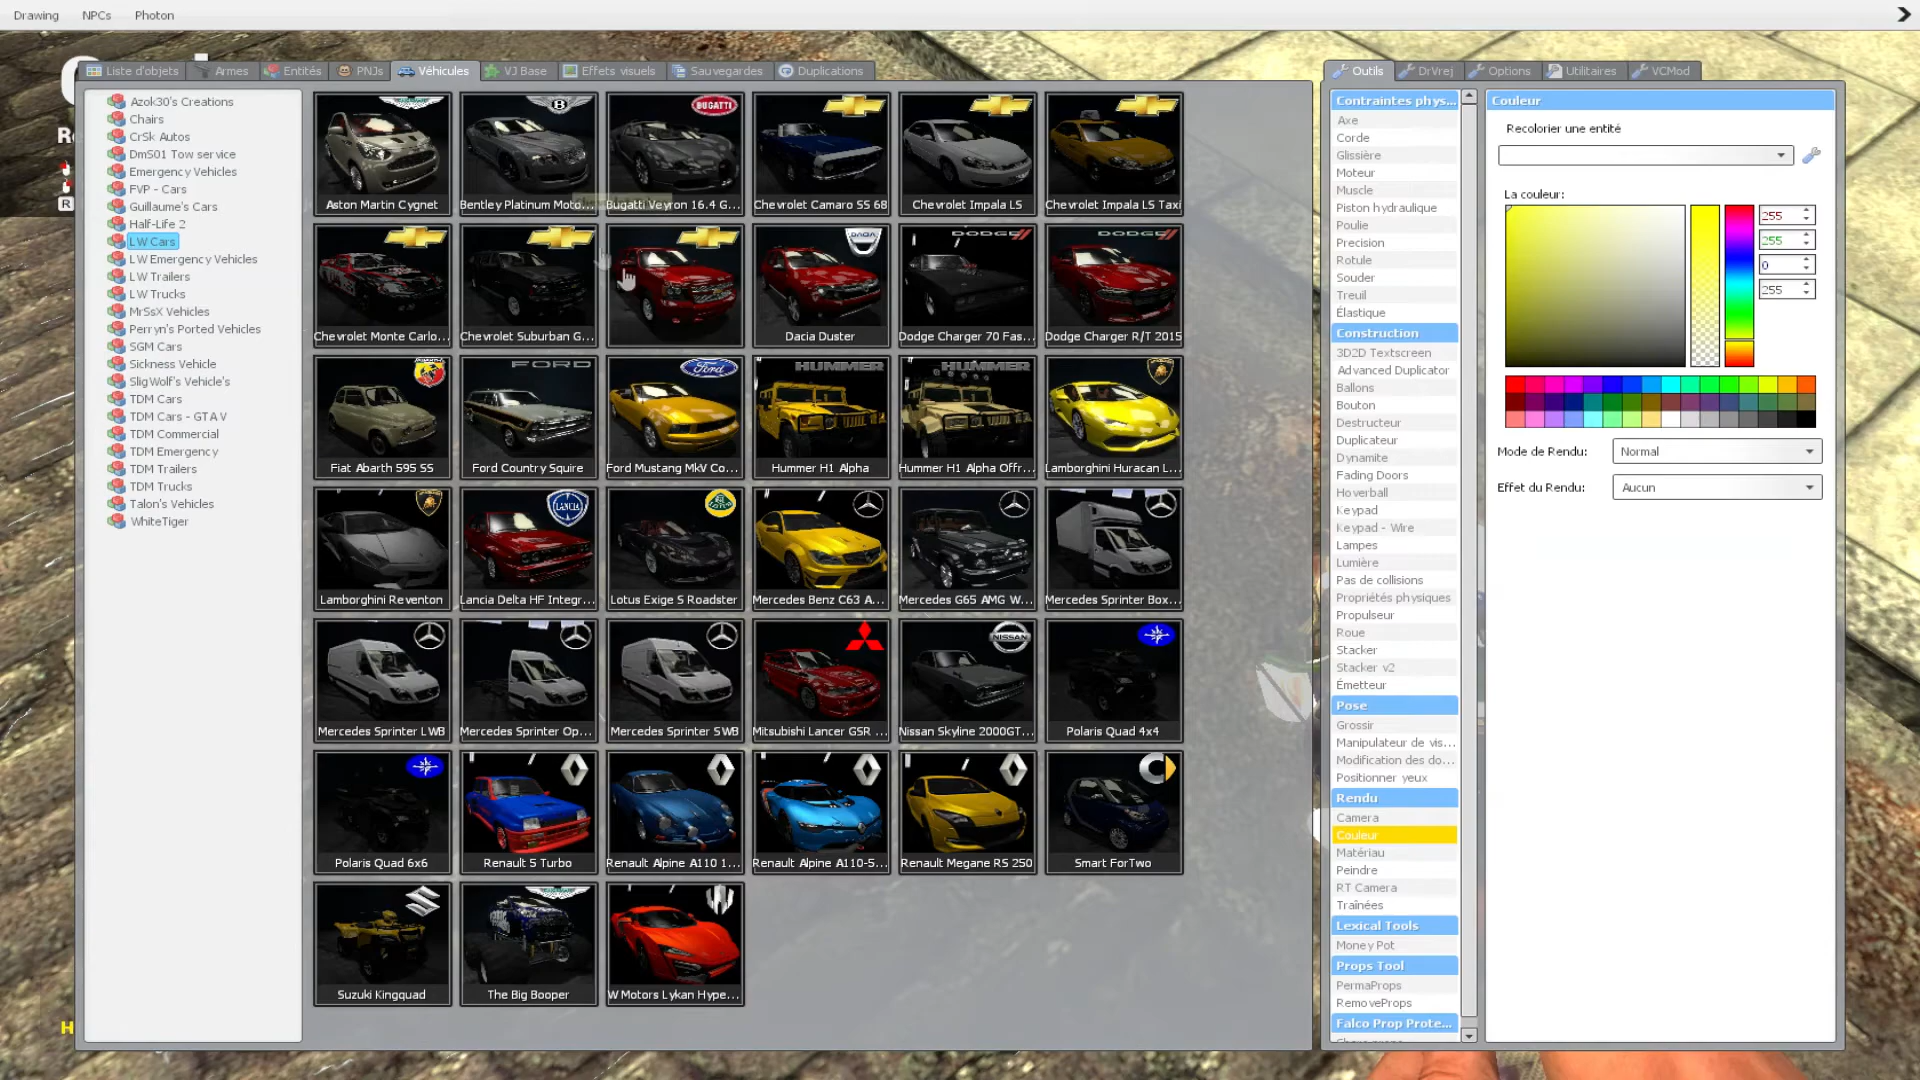 Drawing NPCs Photon
Liste d'objets Armes Entités PNJs Véhicules VJ Base Effets visuels Sauvegardes Duplications
Azok30's Creations
Chairs
CrSk Autos
DmS01 Tow service
Emergency Vehicles
FVP - Cars
Guillaume's Cars
Half-Life 2
LW Cars
LW Emergency Vehicles
LW Trailers
LW Trucks
MrSsX Vehicles
Perryn's Ported Vehicles
SGM Cars
Sickness Vehicle
SligWolf's Vehicle's
TDM Cars
TDM Cars - GTA V
TDM Commercial
TDM Emergency
TDM Trailers
TDM Trucks
Talon's Vehicles
WhiteTiger
BUGATTI
Aston Martin Cygnet Bentley Platinum Moto... Bugatti Veyron 16.4 G... Chevrolet Camaro SS 68 Chevrolet Impala LS Chevrolet Impala LS Taxi
DACIA DODGE DODGE
Chevrolet Monte Carlo... Chevrolet Suburban G... Dacia Duster Dodge Charger 70 Fas... Dodge Charger R/T 2015
FORD Ford HUMMER HUMMER
Fiat Abarth 595 SS Ford Country Squire Ford Mustang MkV Co... Hummer H1 Alpha Hummer H1 Alpha Offr... Lamborghini Huracan L...
LANCIA
Lamborghini Reventon Lancia Delta HF Integr... Lotus Exige S Roadster Mercedes Benz C63 A... Mercedes G65 AMG W... Mercedes Sprinter Box...
NISSAN
Mercedes Sprinter LWB Mercedes Sprinter Op... Mercedes Sprinter SWB Mitsubishi Lancer GSR ... Nissan Skyline 2000GT... Polaris Quad 4x4
Polaris Quad 6x6 Renault 5 Turbo Renault Alpine A110 1... Renault Alpine A110-5... Renault Megane RS 250 Smart ForTwo
Suzuki Kingquad The Big Booper W Motors Lykan Hype...
R
H
Outils DrVrej Options Utilitaires VCMod
Contraintes phys...
Axe
Corde
Glissière
Moteur
Muscle
Piston hydraulique
Poulie
Precision
Rotule
Souder
Treuil
Élastique
Construction
3D2D Textscreen
Advanced Duplicator
Ballons
Bouton
Destructeur
Duplicateur
Dynamite
Fading Doors
Hoverball
Keypad
Keypad - Wire
Lampes
Lumière
Pas de collisions
Propriétés physiques
Propulseur
Roue
Stacker
Stacker v2
Émetteur
Pose
Grossir
Manipulateur de vis...
Modification des do...
Positionner yeux
Rendu
Camera
Couleur
Matériau
Peindre
RT Camera
Traînées
Lexical Tools
Money Pot
Props Tool
PermaProps
RemoveProps
Falco Prop Prote...
Couleur
Recolorier une entité
La couleur:
255
255
0
255
Mode de Rendu: Normal
Effet du Rendu: Aucun